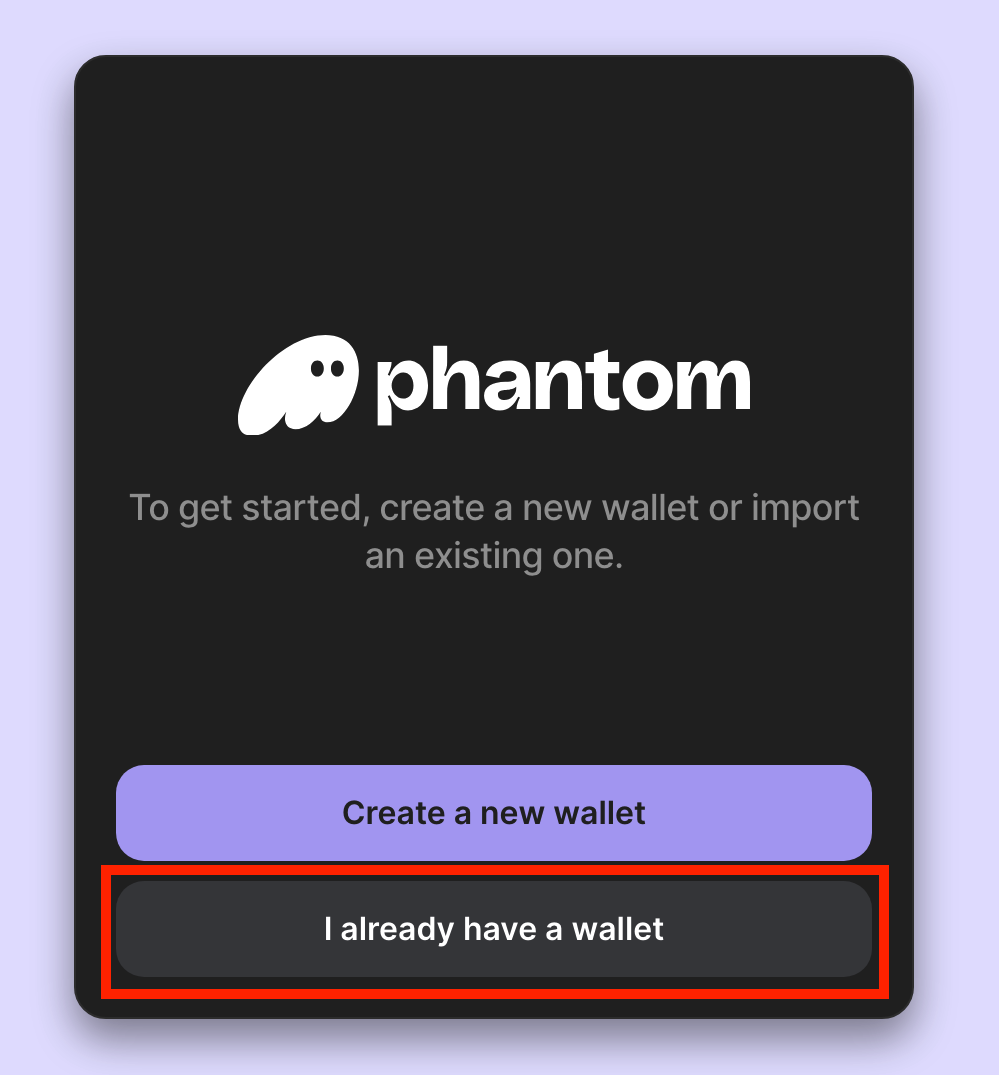 phantom
To get started, create a new wallet or import
an existing one.
Create a new wallet
I already have a wallet